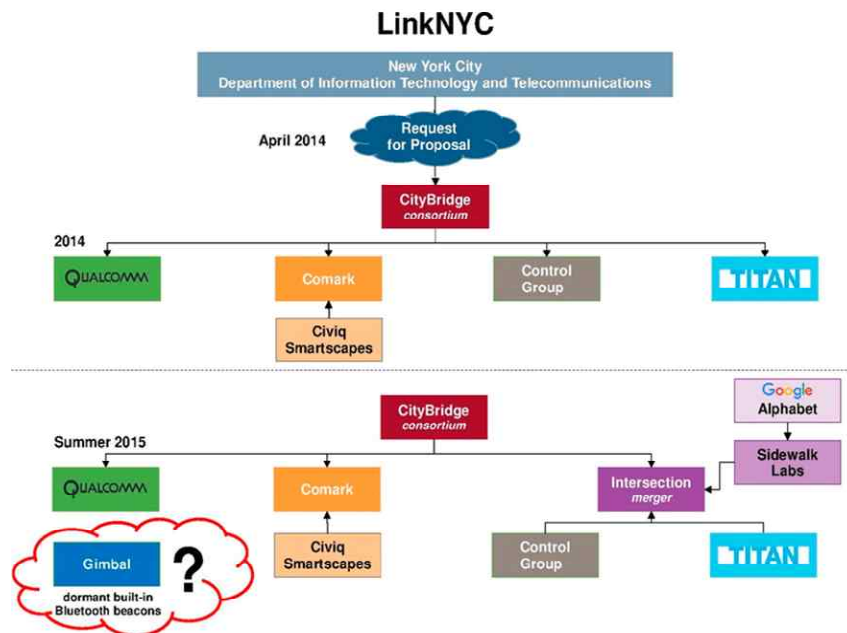 LinkNYC
New York City
Department of Information Technology and Telecommunications
April 2014
Request
for Proposal
CityBridge
consortium
2014
QUALCOMM
Comark
Control
Group
TITAN
Civiq
Smartscapes
CityBridge
consortium
Google
Alphabet
Summer 2015
Sidewalk
Labs
QUALCOMM
Comark
Intersection
merger
Gimbal
?
dormant built-in
Bluetooth beacons
Civiq
Smartscapes
Control
Group
TITAN